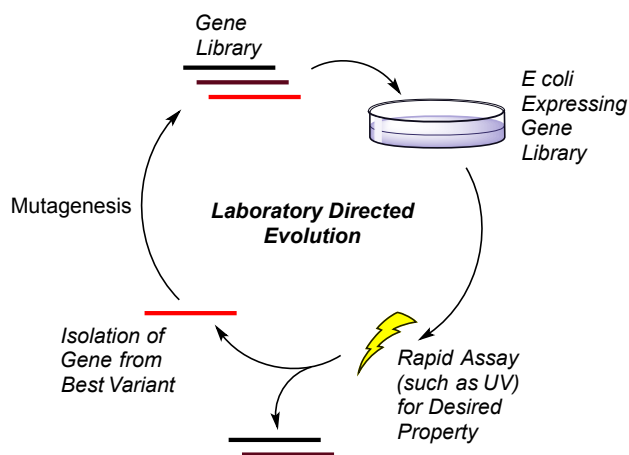 Gene
Library
E coli
Expressing
Gene
Library
Mutagenesis
Laboratory Directed
Evolution
Isolation of
Gene from
Best Variant
Rapid Assay
(such as UV)
for Desired
Property